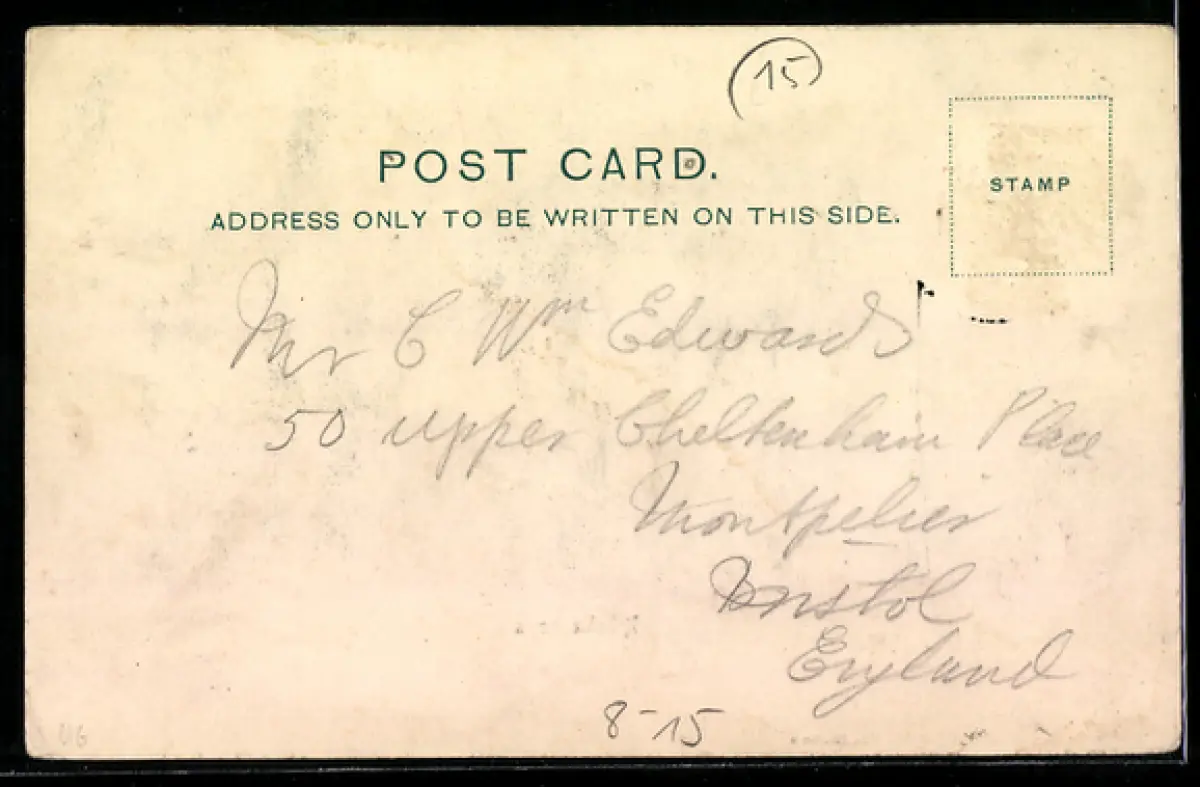 15
POST CARD.
STAMP
ADDRESS ONLY TO BE WRITTEN ON THIS SIDE.
Mr C Wm Edwards
50 upper Cheltenham Place
Montpelier
Bristol
England
8-15